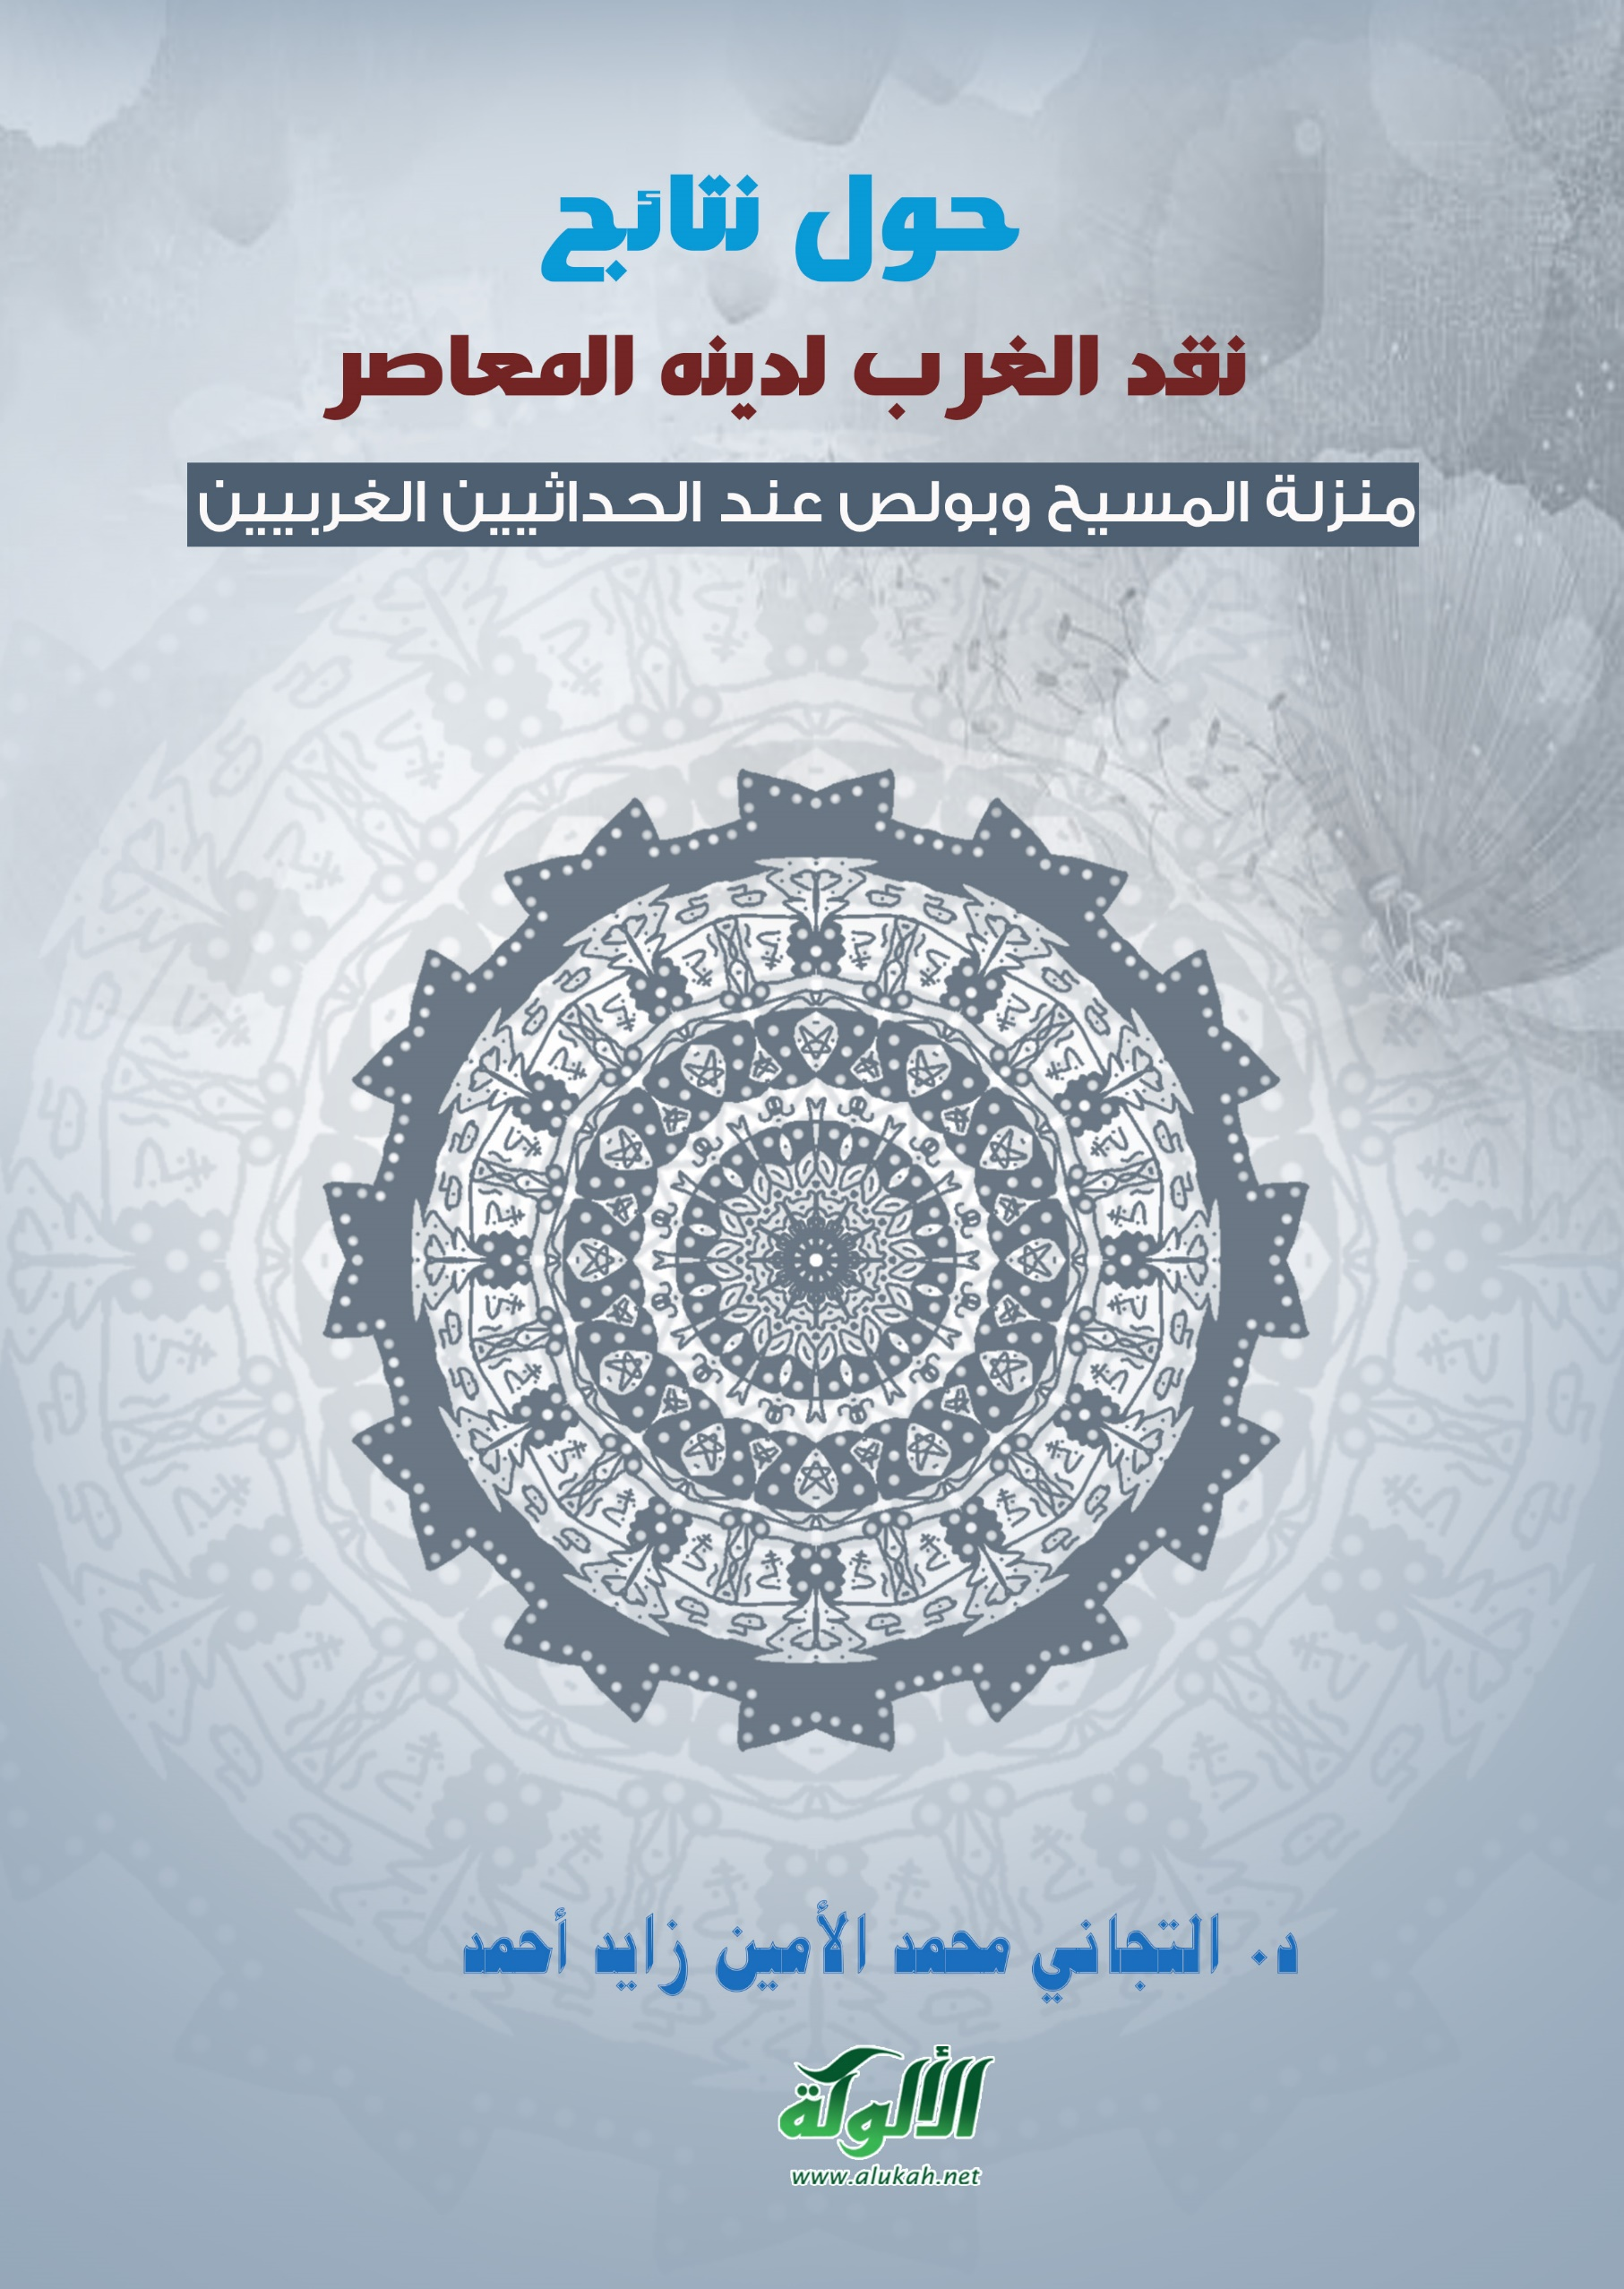 حول نتائج
نقد الغرب لدينه المعاصر
منزلة المسيح وبولص عند الحداثيين الغربيين
د. التجاني محمد الأمين زايد أحمد
الألوكة
www.alukah.net